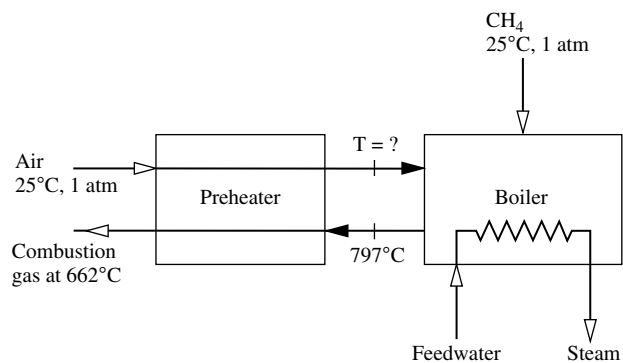 CH₄
25°C, 1 atm
T = ?
Air
25°C, 1 atm
Preheater
Boiler
Combustion
gas at 662°C
797°C
Feedwater
Steam